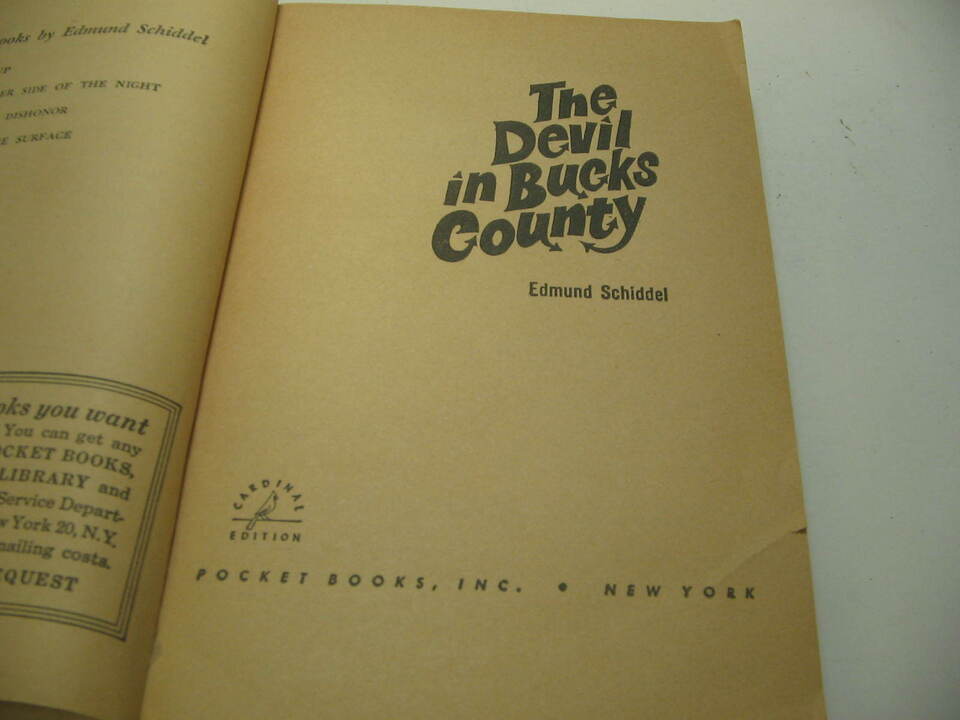 ooks by Edmund Schiddel
ER SIDE OF THE NIGHT
DISHONOR
E SURFACE
oks you want
You can get any
OCKET BOOKS,
LIBRARY and
Service Depart-
w York 20, N.Y.
mailing costs.
EQUEST
The
Devil
in Bucks
County
Edmund Schiddel
CARDINAL
EDITION
POCKET BOOKS, INC. • NEW YORK